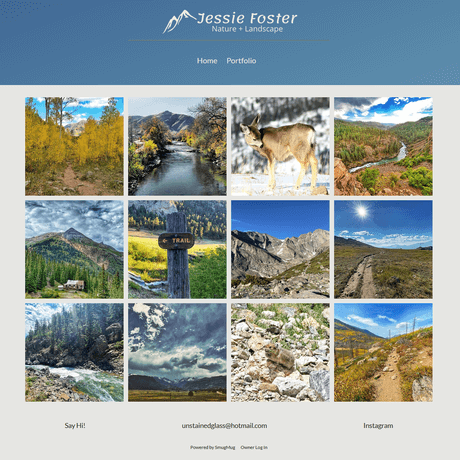 Jessie Foster
Nature + Landscape
Home Portfolio
TRAIL
Say Hi! unstainedglass@hotmail.com Instagram
Powered by SmugMug Owner Log In